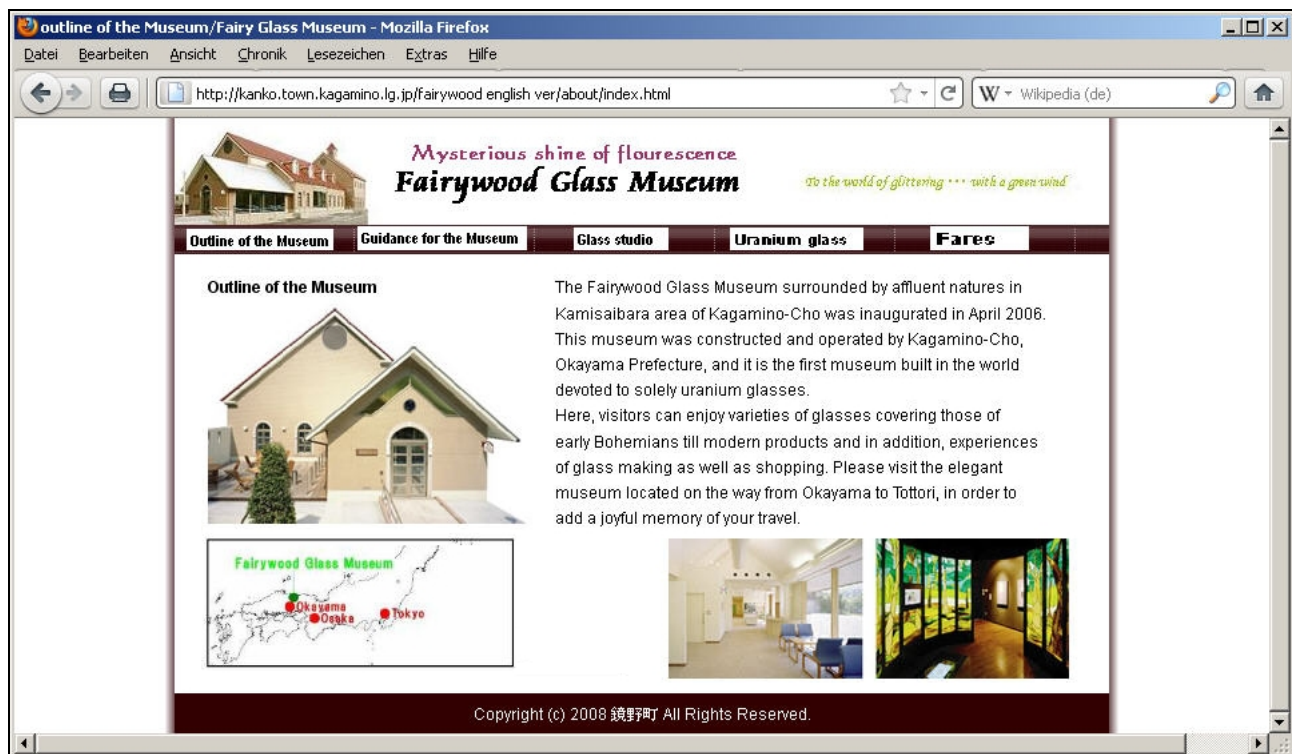 outline of the Museum/Fairy Glass Museum - Mozilla Firefox
Datei Bearbeiten Ansicht Chronik Lesezeichen Extras Hilfe
http://kanko.town.kagamino.lg.jp/fairywood english ver/about/index.html
W Wikipedia (de)
Mysterious shine of flourescence
Fairywood Glass Museum
To the world of glittering ・・・ with a green wind
Outline of the Museum Guidance for the Museum Glass studio Uranium glass Fares
Outline of the Museum
The Fairywood Glass Museum surrounded by affluent natures in
Kamisaibara area of Kagamino-Cho was inaugurated in April 2006.
This museum was constructed and operated by Kagamino-Cho,
Okayama Prefecture, and it is the first museum built in the world
devoted to solely uranium glasses.
Here, visitors can enjoy varieties of glasses covering those of
early Bohemians till modern products and in addition, experiences
of glass making as well as shopping. Please visit the elegant
museum located on the way from Okayama to Tottori, in order to
add a joyful memory of your travel.
Fairywood Glass Museum
Okayama
Osaka
Tokyo
Copyright (c) 2008 鏡野町 All Rights Reserved.